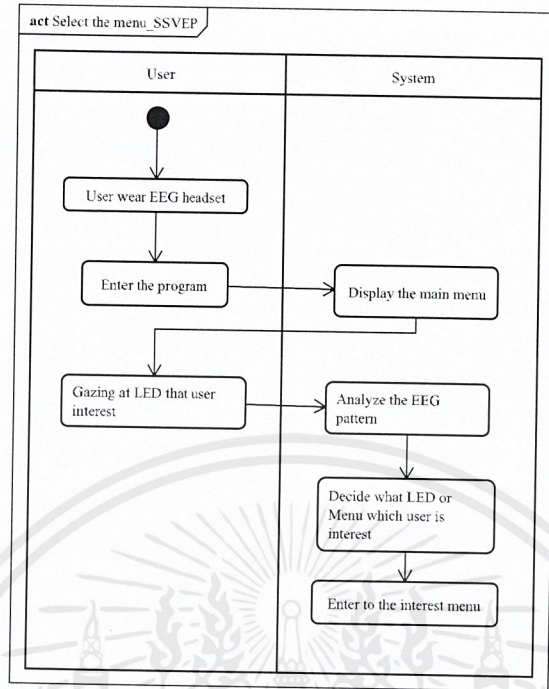 act Select the menu_SSVEP
User
System
User wear EEG headset
Enter the program
Display the main menu
Gazing at LED that user
interest
Analyze the EEG
pattern
Decide what LED or
Menu which user is
interest
Enter to the interest menu